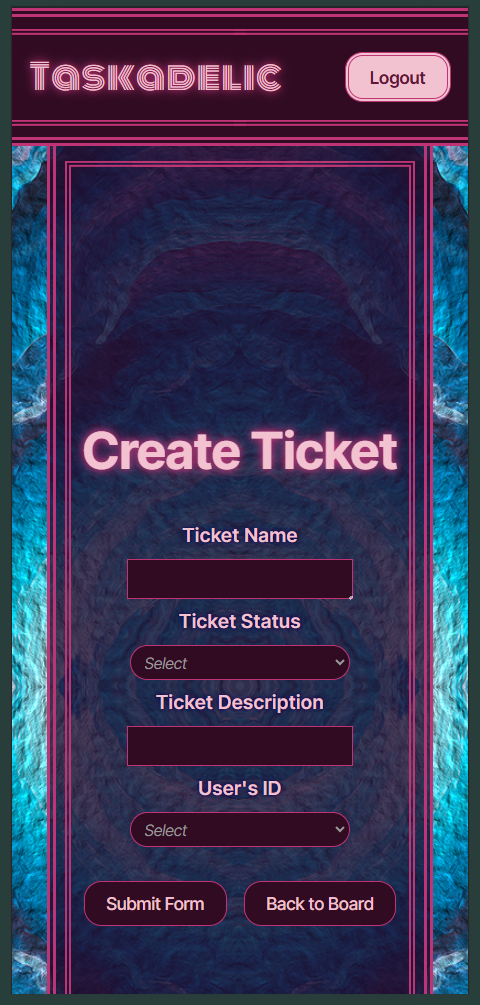 Taskadelic
Logout
Create Ticket
Ticket Name
Ticket Status
Select
Ticket Description
User's ID
Select
Submit Form
Back to Board